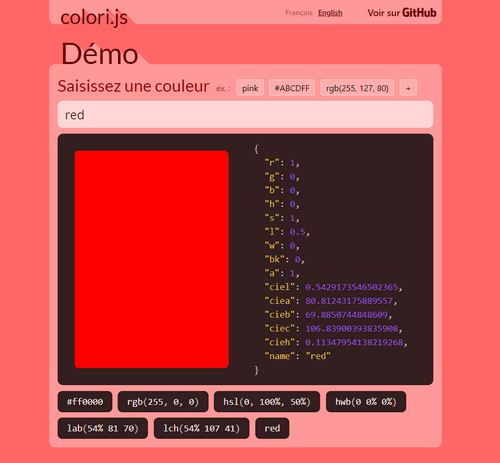 colori.js
Français English Voir sur GitHub
Démo
Saisissez une couleur ex. : pink #ABCDFF rgb(255, 127, 80) +
red
{
"r": 1,
"g": 0,
"b": 0,
"h": 0,
"s": 1,
"l": 0.5,
"w": 0,
"bk": 0,
"a": 1,
"ciel": 0.5429173546502365,
"ciea": 80.81243175889557,
"cieb": 69.8850744848609,
"ciec": 106.83900393835908,
"cieh": 0.11347954138219268,
"name": "red"
}
#ff0000 rgb(255, 0, 0) hsl(0, 100%, 50%) hwb(0 0% 0%)
lab(54% 81 70) lch(54% 107 41) red